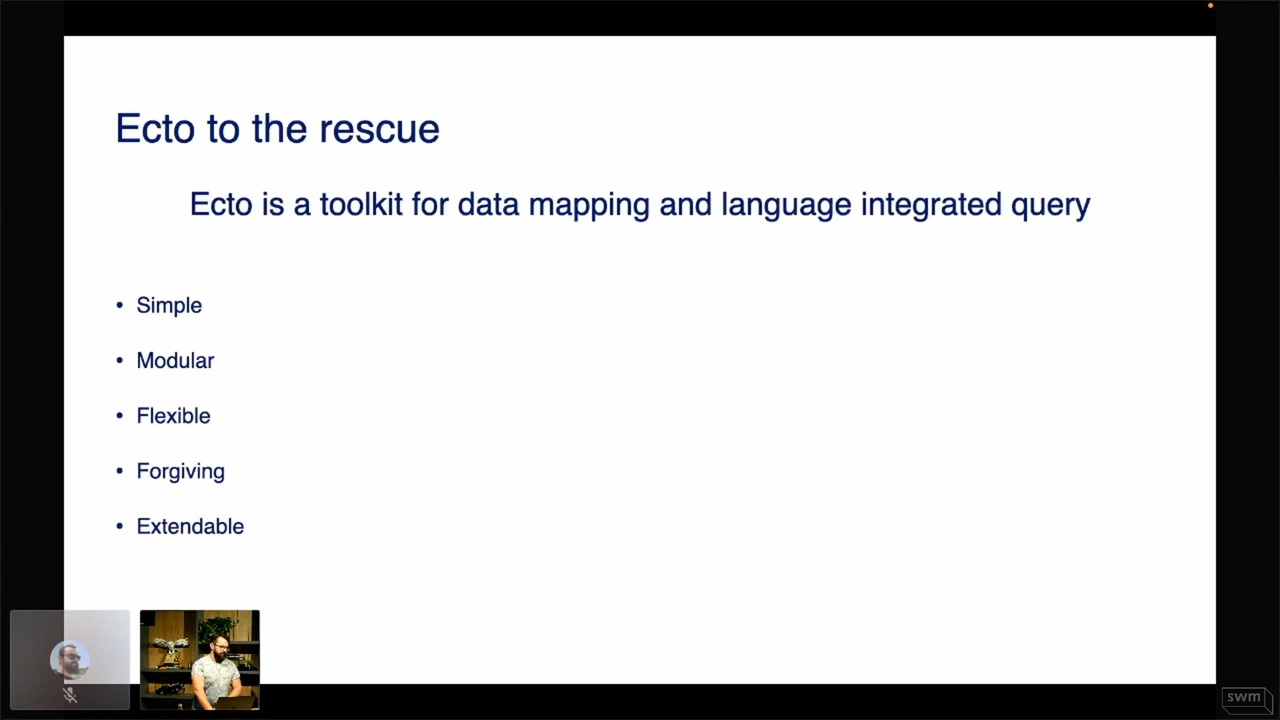 Ecto to the rescue
Ecto is a toolkit for data mapping and language integrated query
• Simple
• Modular
• Flexible
• Forgiving
• Extendable
swm